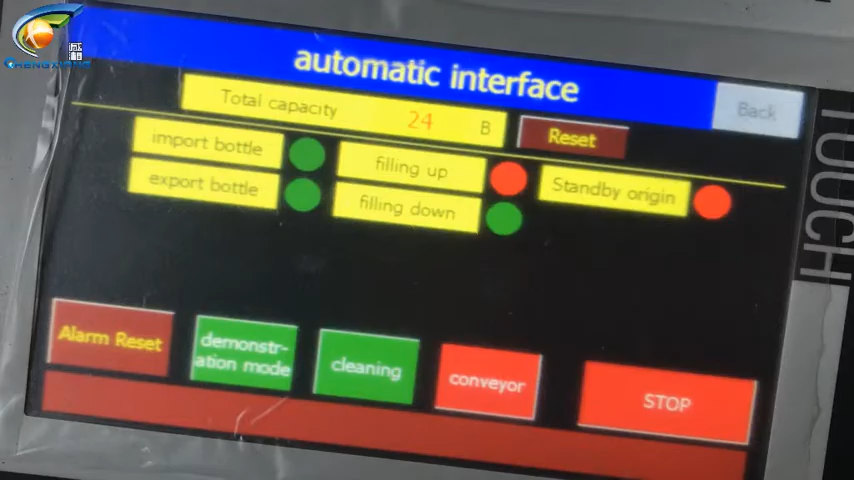 CHENGXIANG
automatic interface
Back
Total capacity 24 B
Reset
import bottle
filling up
Standby origin
export bottle
filling down
Alarm Reset
demonstr-
ation mode
cleaning
conveyor
STOP
TOUCH